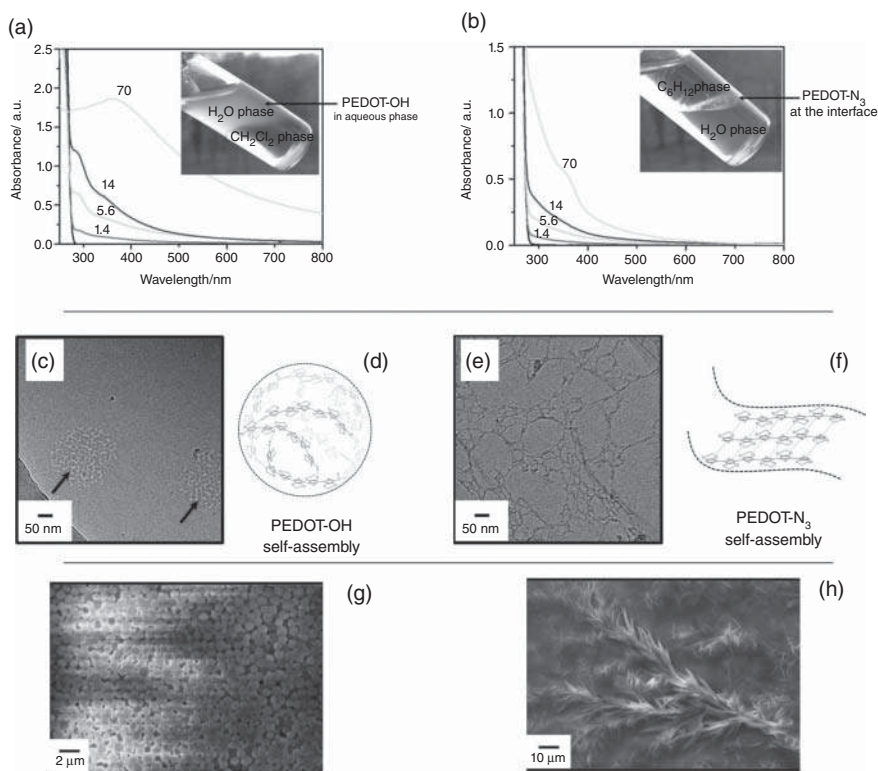 (a)
2.5
2.0
1.5
1.0
0.5
0.0
Absorbance/ a.u.
300 400 500 600 700 800
Wavelength/nm
70
14
5.6
1.4
H₂O phase
CH₂Cl₂ phase
PEDOT-OH
in aqueous phase
(b)
1.5
1.0
0.5
0.0
Absorbance/ a.u.
300 400 500 600 700 800
Wavelength/nm
70
14
5.6
1.4
C₆H₁₂phase
H₂O phase
PEDOT-N₃
at the interface
(c)
50 nm
(d)
PEDOT-OH
self-assembly
(e)
50 nm
(f)
PEDOT-N₃
self-assembly
(g)
2 μm
(h)
10 μm